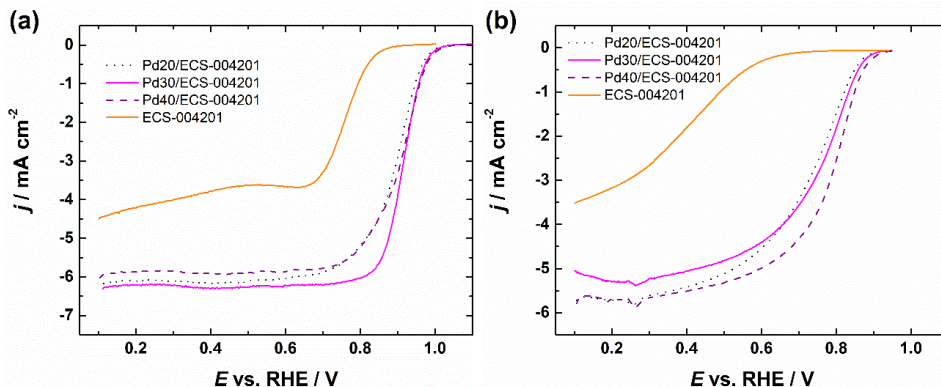 (a)
0
-1
-2
-3
-4
-5
-6
-7
j / mA cm-2
Pd20/ECS-004201
Pd30/ECS-004201
Pd40/ECS-004201
ECS-004201
0.2 0.4 0.6 0.8 1.0
E vs. RHE / V
(b)
0
-1
-2
-3
-4
-5
-6
j / mA cm-2
Pd20/ECS-004201
Pd30/ECS-004201
Pd40/ECS-004201
ECS-004201
0.2 0.4 0.6 0.8 1.0
E vs. RHE / V